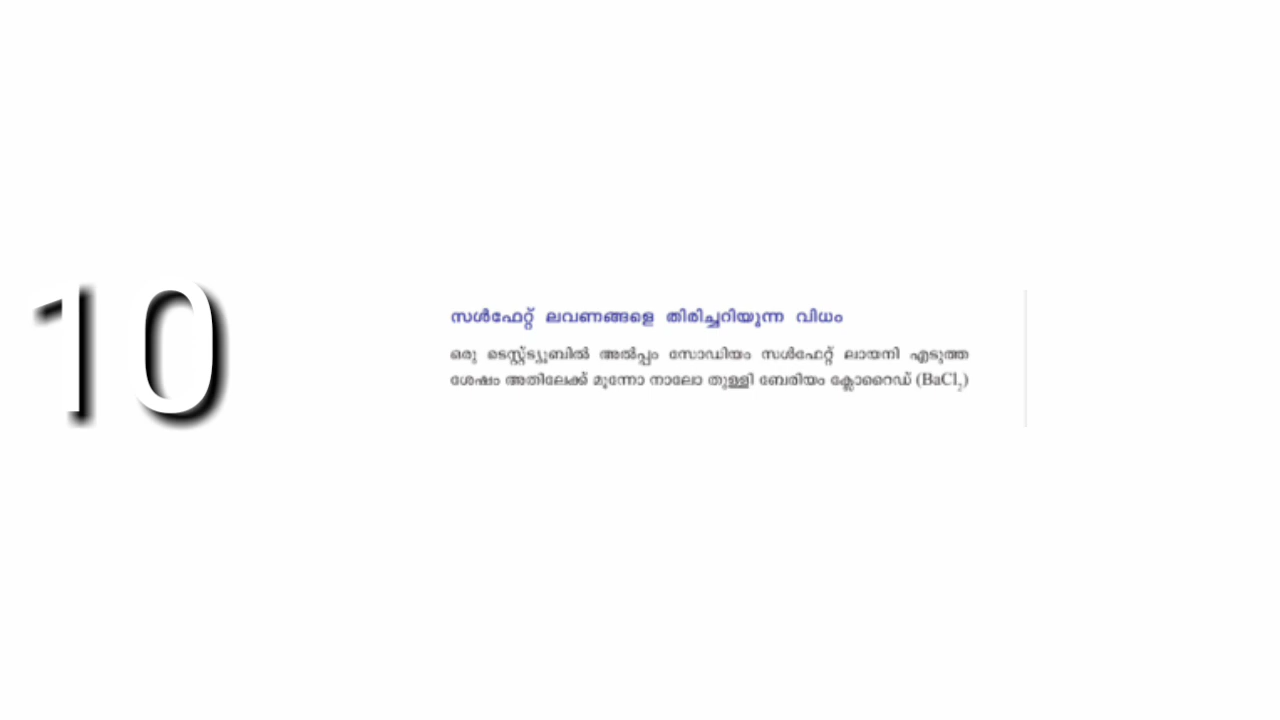 10
സൾഫേറ്റ് ലവണങ്ങളെ തിരിച്ചറിയുന്ന വിധം
ഒരു ടെസ്റ്റ്ട്യൂബിൽ അൽപ്പം സോഡിയം സൾഫേറ്റ് ലായനി എടുത്ത
ശേഷം അതിലേക്ക് മൂന്നോ നാലോ തുള്ളി ബേരിയം ക്ലോറൈഡ് (BaCl₂)